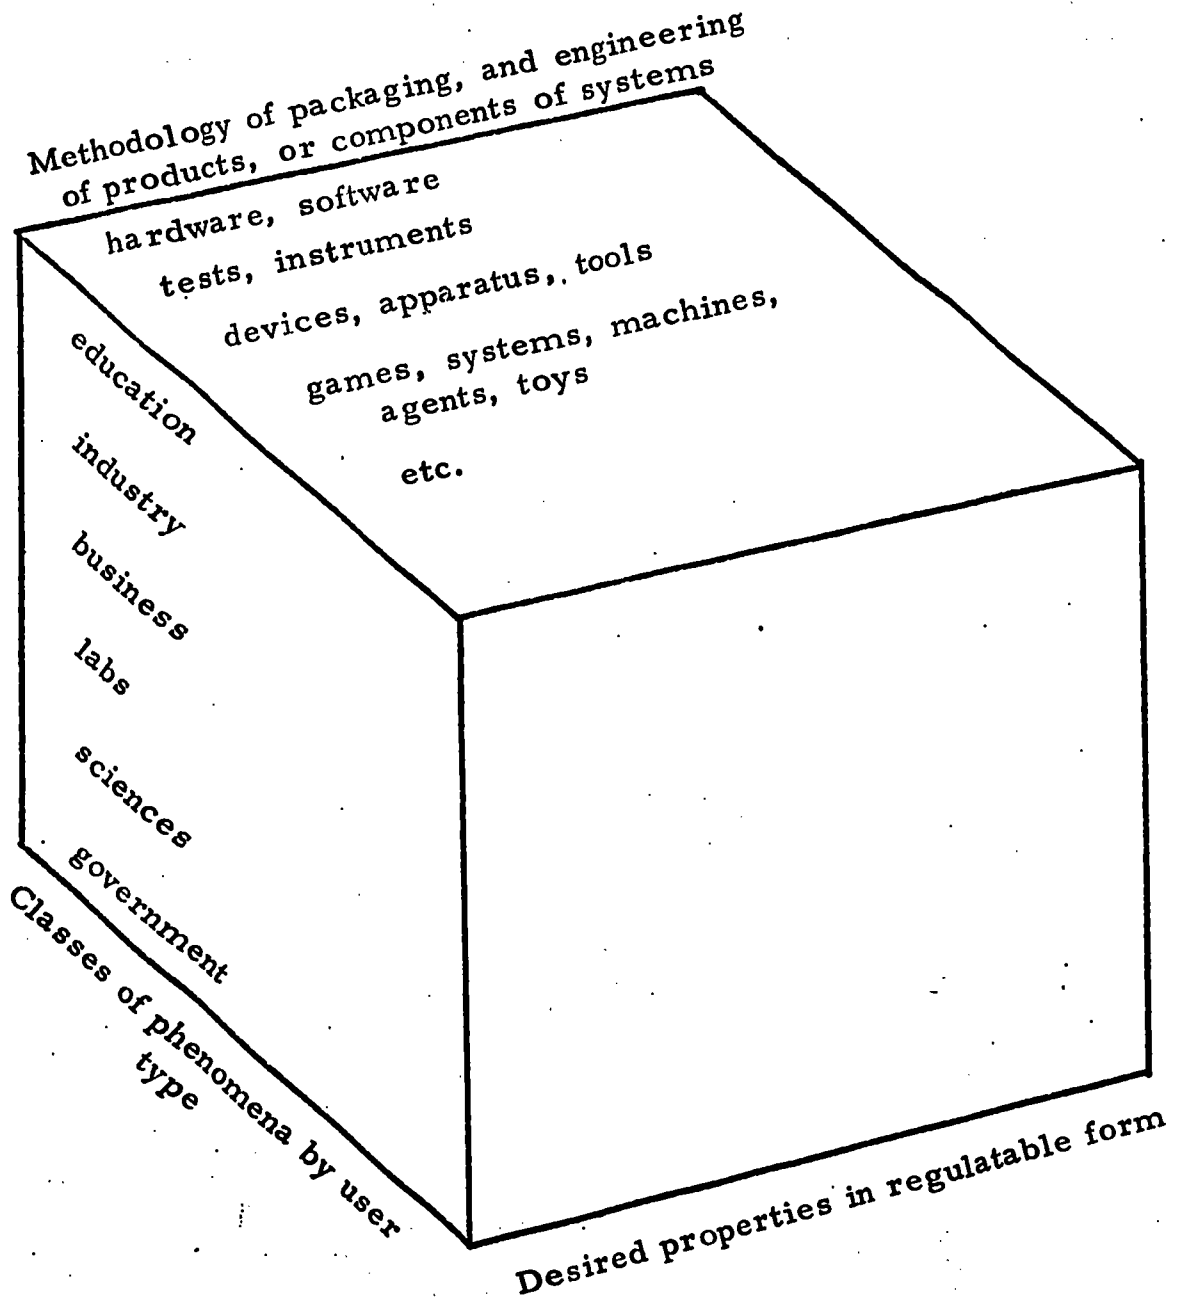 Methodology of packaging, and engineering
of products, or components of systems
hardware, software
tests, instruments
devices, apparatus, tools
games, systems, machines,
agents, toys
etc.
education
industry
business
labs
sciences
government
Classes of phenomena by user
type
Desired properties in regulatable form